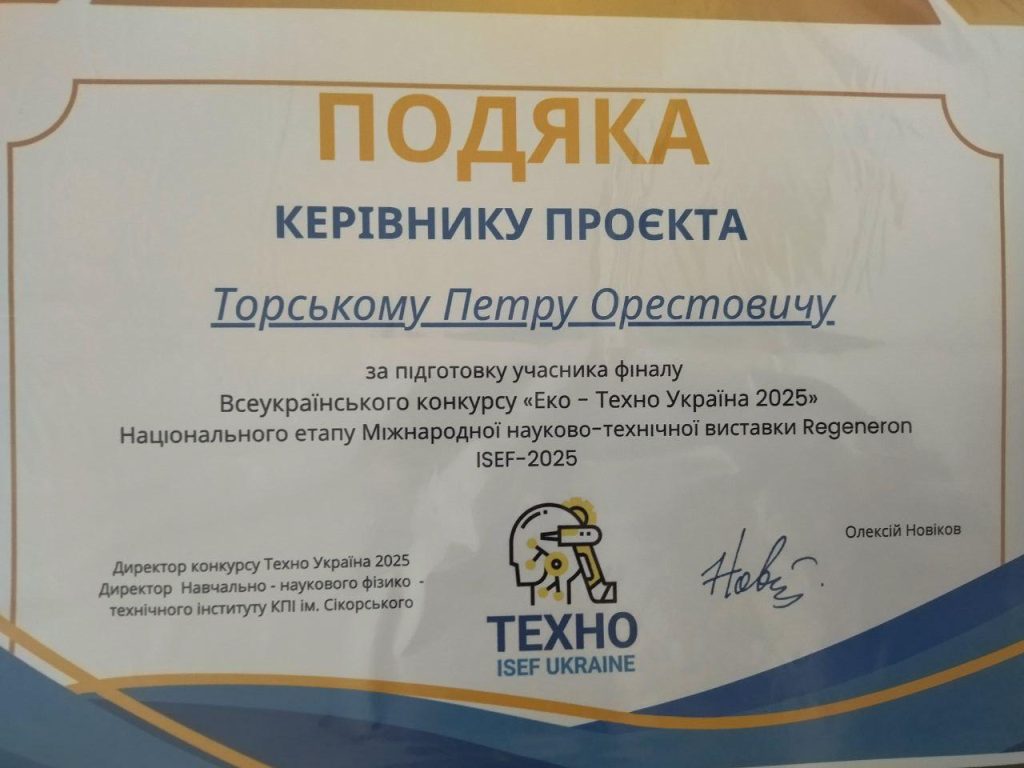 ПОДЯКА
КЕРІВНИКУ ПРОЄКТА
Торському Петру Орестовичу
за підготовку учасника фіналу
Всеукраїнського конкурсу «Еко - Техно Україна 2025»
Національного етапу Міжнародної науково-технічної виставки Regeneron
ISEF-2025
Директор конкурсу Техно Україна 2025
Директор Навчально - наукового фізико -
технічного інституту КПІ ім. Сікорського
ТЕХНО
ISEF UKRAINE
Олексій Новіков